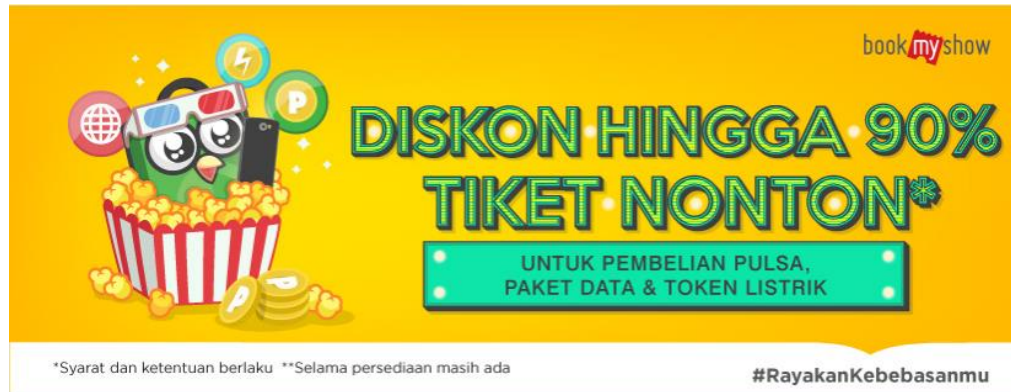 bookmyshow
DISKON HINGGA 90%
TIKET NONTON*
UNTUK PEMBELIAN PULSA,
PAKET DATA & TOKEN LISTRIK
*Syarat dan ketentuan berlaku **Selama persediaan masih ada
#RayakanKebebasanmu